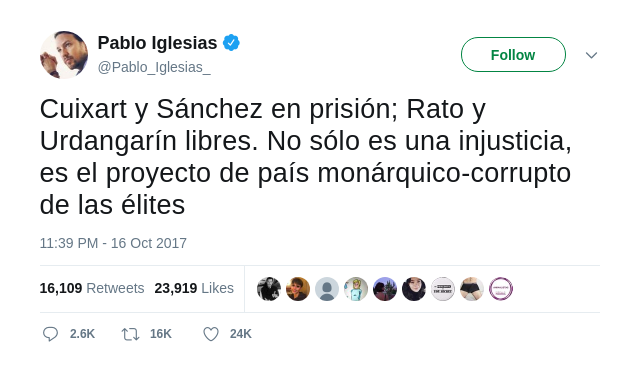 Pablo Iglesias
@Pablo_Iglesias_
Follow
Cuixart y Sánchez en prisión; Rato y
Urdangarín libres. No sólo es una injusticia,
es el proyecto de país monárquico-corrupto
de las élites
11:39 PM - 16 Oct 2017
16,109 Retweets 23,919 Likes
2.6K 16K 24K